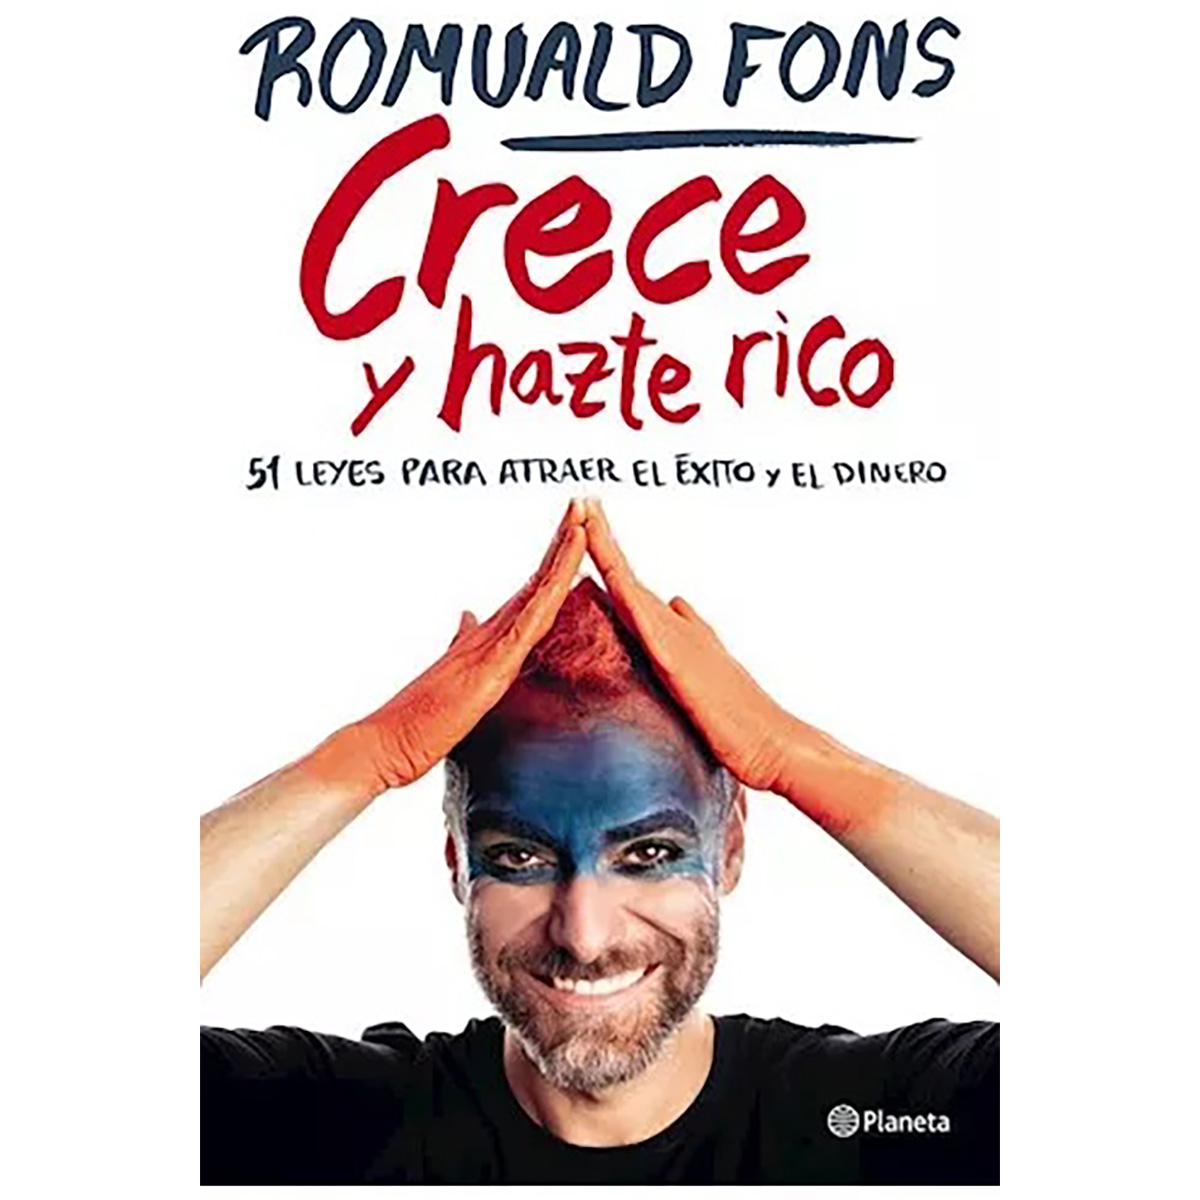 ROMUALD FONS
Crece
y hazte rico
51 LEYES PARA ATRAER EL ÉXITO Y EL DINERO
Planeta